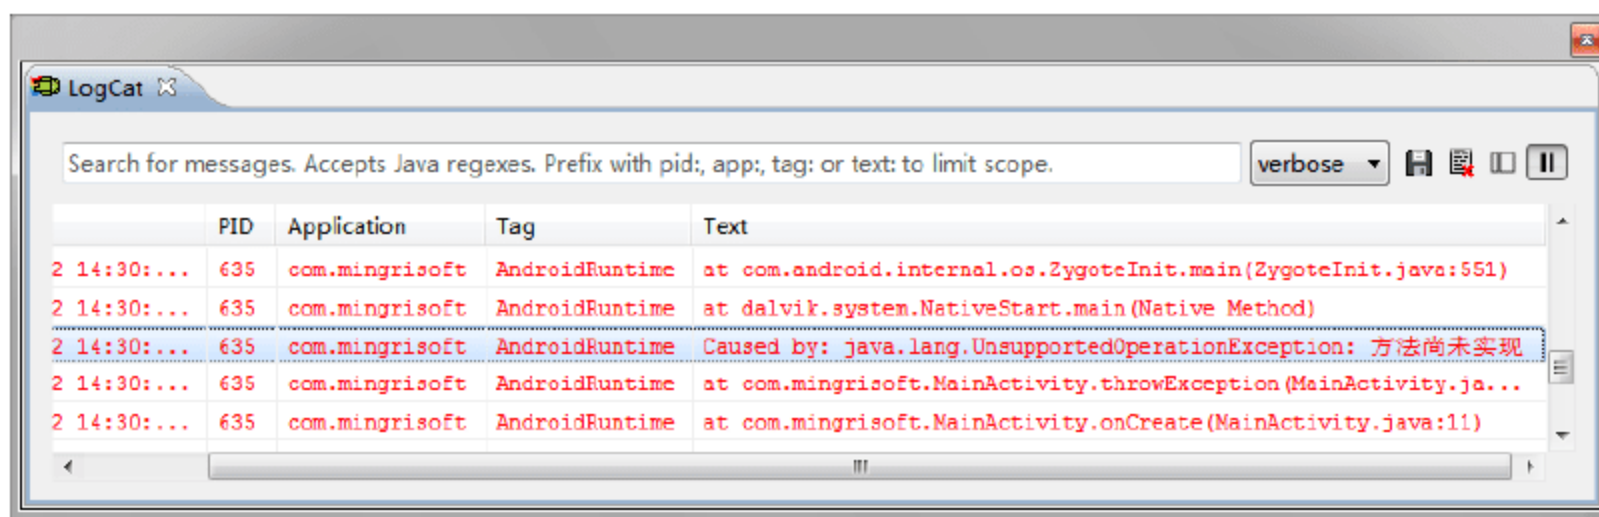 LogCat
Search for messages. Accepts Java regexes. Prefix with pid:, app:, tag: or text: to limit scope.
verbose
PID Application Tag Text
2 14:30:... 635 com.mingrisoft AndroidRuntime at com.android.internal.os.ZygoteInit.main(ZygoteInit.java:551)
2 14:30:... 635 com.mingrisoft AndroidRuntime at dalvik.system.NativeStart.main(Native Method)
2 14:30:... 635 com.mingrisoft AndroidRuntime Caused by: java.lang.UnsupportedOperationException: 方法尚未实现
2 14:30:... 635 com.mingrisoft AndroidRuntime at com.mingrisoft.MainActivity.throwException(MainActivity.ja...
2 14:30:... 635 com.mingrisoft AndroidRuntime at com.mingrisoft.MainActivity.onCreate(MainActivity.java:11)